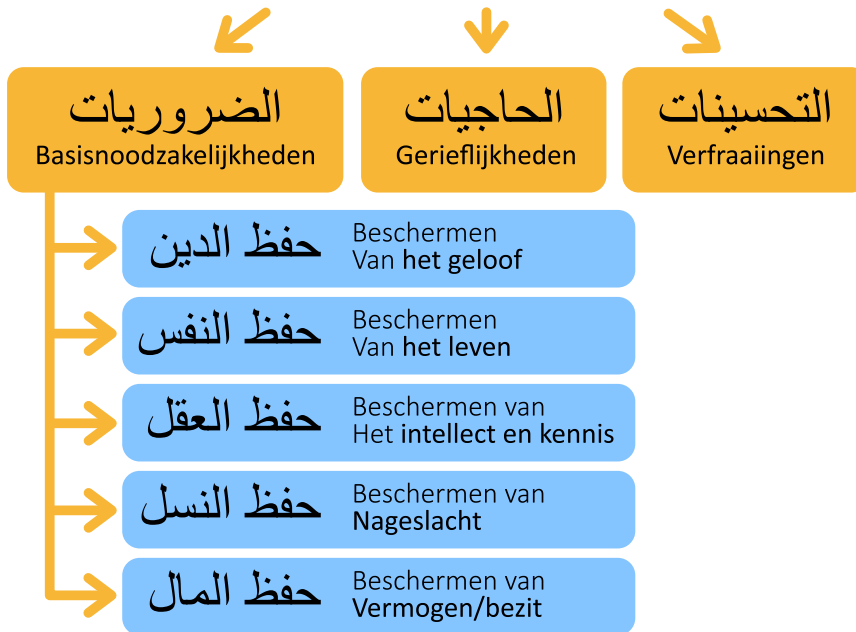 الضروريات
Basisnoodzakelijkheden
الحاجيات
Gerieflijkheden
التحسينات
Verfraaiingen
حفظ الدين
Beschermen
Van het geloof
حفظ النفس
Beschermen
Van het leven
حفظ العقل
Beschermen van
Het intellect en kennis
حفظ النسل
Beschermen van
Nageslacht
حفظ المال
Beschermen van
Vermogen/bezit